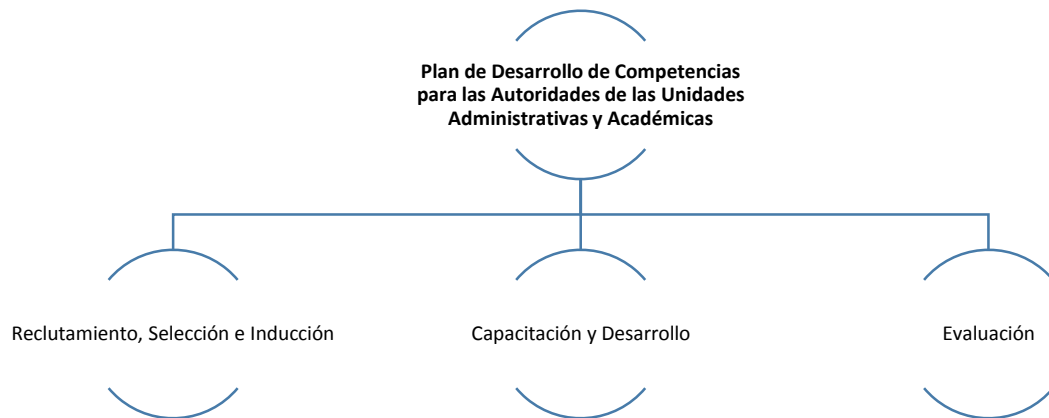 Plan de Desarrollo de Competencias
para las Autoridades de las Unidades
Administrativas y Académicas
Reclutamiento, Selección e Inducción
Capacitación y Desarrollo
Evaluación